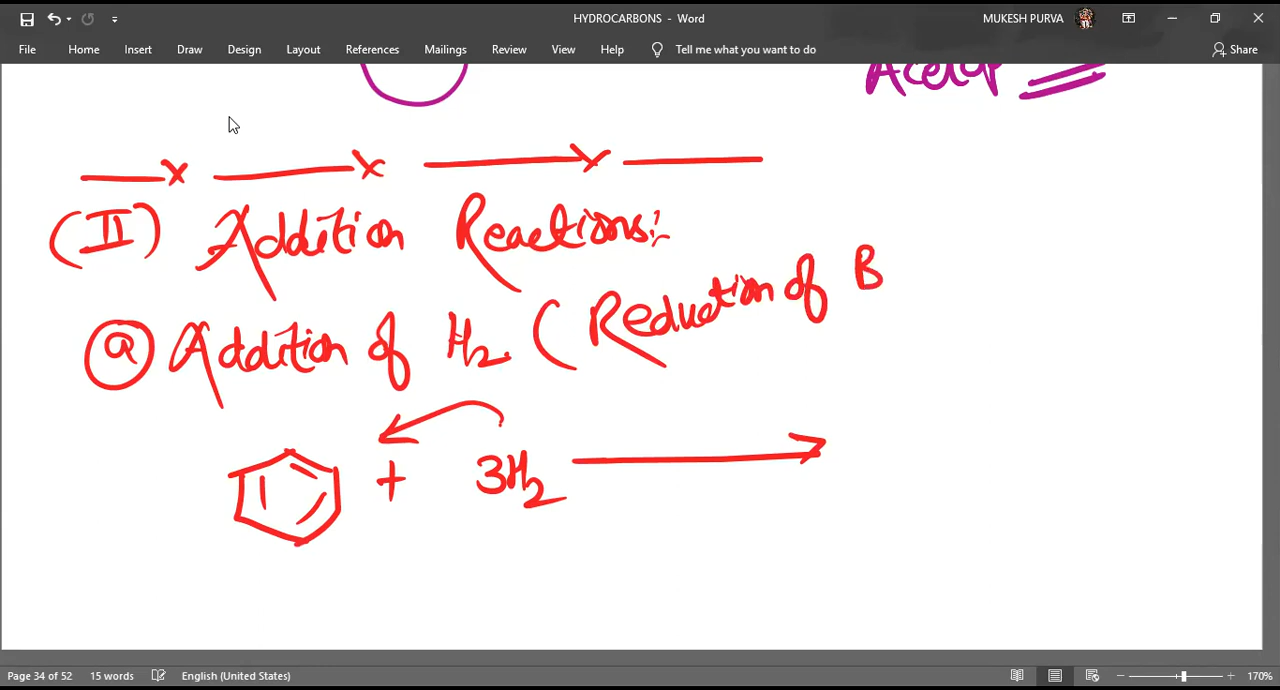 HYDROCARBONS - Word
MUKESH PURVA
File Home Insert Draw Design Layout References Mailings Review View Help Tell me what you want to do Share
(II) Addition Reactions:-
(a) Addition of H2. (Reduction of B
+ 3H2
Page 34 of 52 15 words English (United States) 170%